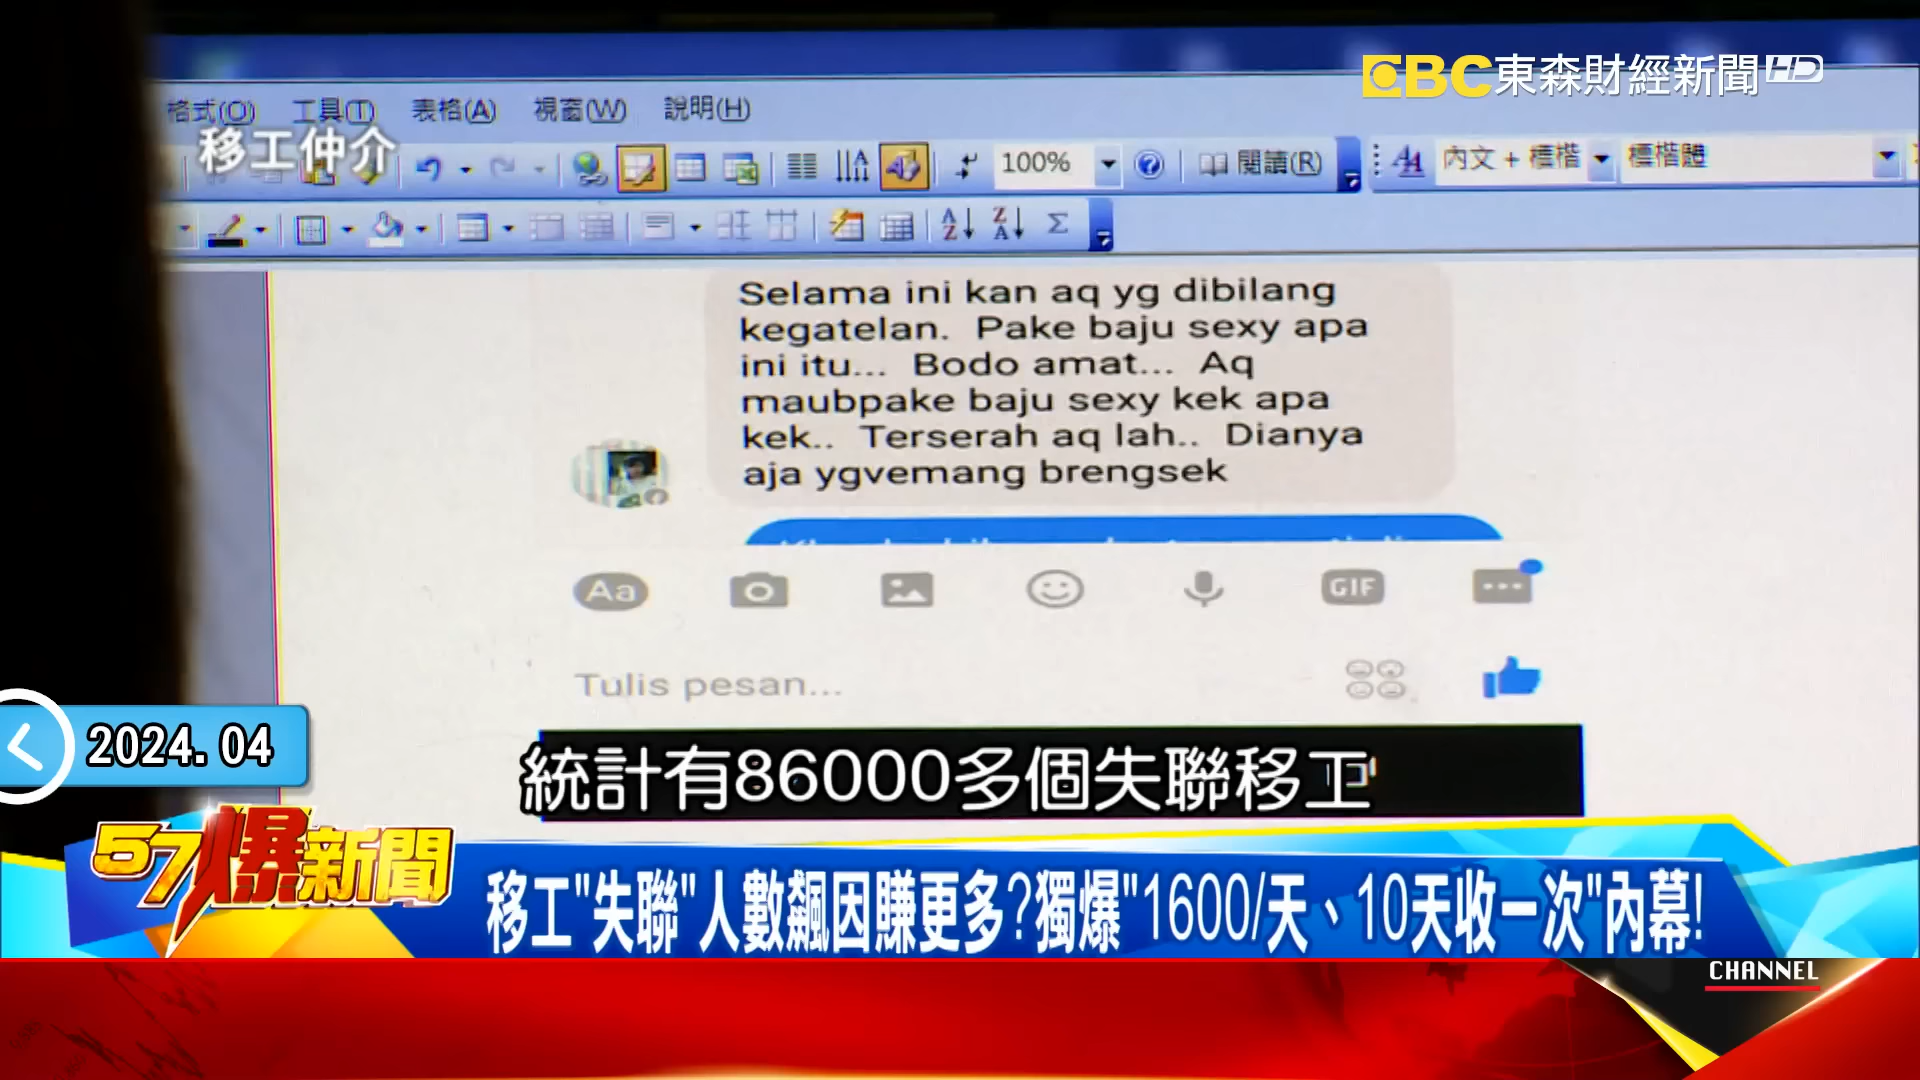 EBC東森財經新聞HD
格式(O) 工具(T) 表格(A) 視窗(W) 說明(H)
移工仲介
100% 閱讀(R) 內文 + 標楷 標楷體
Selama ini kan aq yg dibilang
kegatelan. Pake baju sexy apa
ini itu... Bodo amat... Aq
maubpake baju sexy kek apa
kek.. Terserah aq lah.. Dianya
aja ygvemang brengsek
Aa GIF
Tulis pesan...
2024.04
統計有86000多個失聯移工
57爆新聞
移工"失聯"人數飆因賺更多?獨爆"1600/天、10天收一次"內幕!
CHANNEL